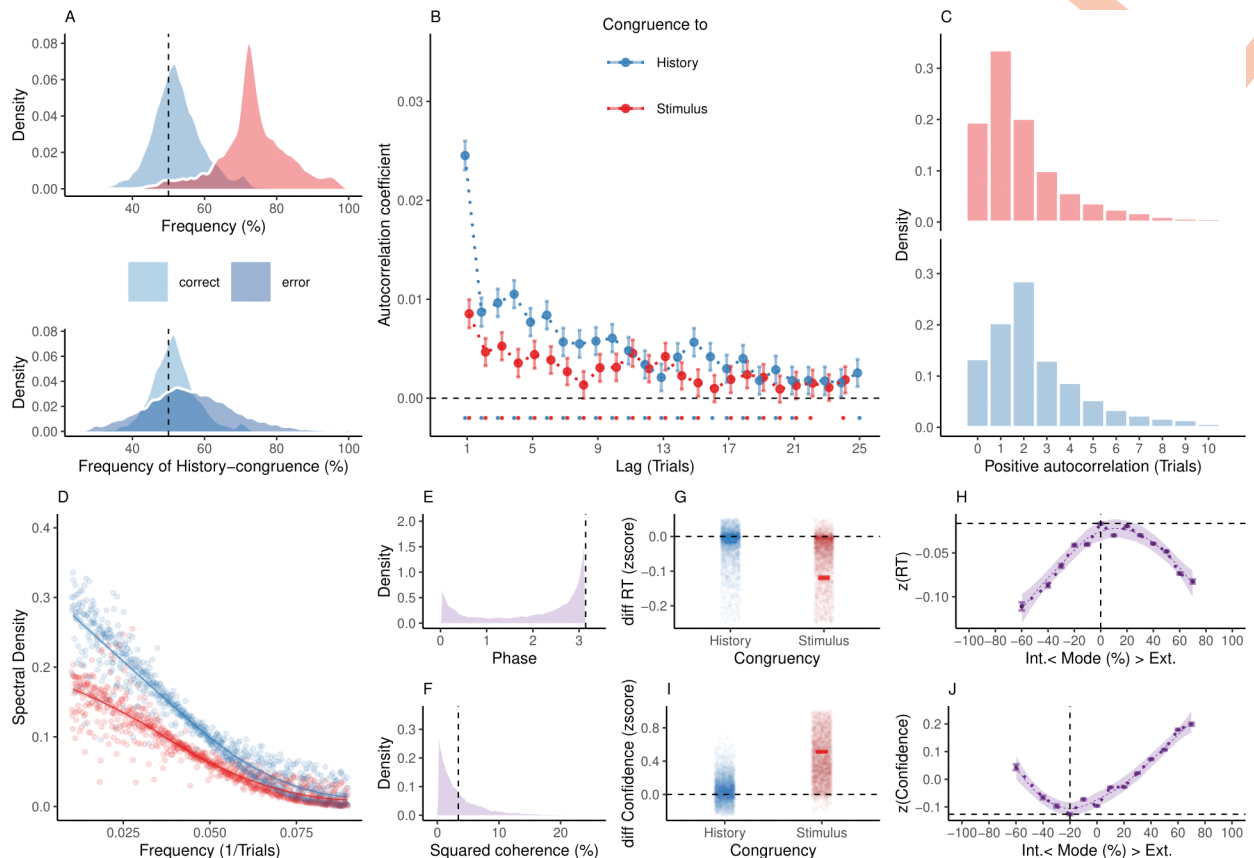 A
0.08
0.06
0.04
0.02
0.00
Density
40
60
80
100
Frequency (%)
correct
error
0.08
0.06
0.04
0.02
0.00
Density
40
60
80
100
Frequency of History−congruence (%)
B
Congruence to
History
Stimulus
0.03
0.02
0.01
0.00
Autocorrelation coefficient
1
5
9
13
17
21
25
Lag (Trials)
C
0.3
0.2
0.1
0.0
Density
0.3
0.2
0.1
0.0
0
1
2
3
4
5
6
7
8
9
10
Positive autocorrelation (Trials)
D
0.4
0.3
0.2
0.1
0.0
Spectral Density
0.025
0.050
0.075
Frequency (1/Trials)
E
2.0
1.5
1.0
0.5
0.0
Density
0
1
2
3
Phase
F
0.3
0.2
0.1
0.0
Density
0
10
20
Squared coherence (%)
G
0.0
−0.1
−0.2
diff RT (zscore)
History
Stimulus
Congruency
H
−0.05
−0.10
z(RT)
−100
−80
−60
−40
−20
0
20
40
60
80
100
Int.< Mode (%) > Ext.
I
0.8
0.4
0.0
diff Confidence (zscore)
History
Stimulus
Congruency
J
0.2
0.1
0.0
−0.1
z(Confidence)
−100
−80
−60
−40
−20
0
20
40
60
80
100
Int.< Mode (%) > Ext.